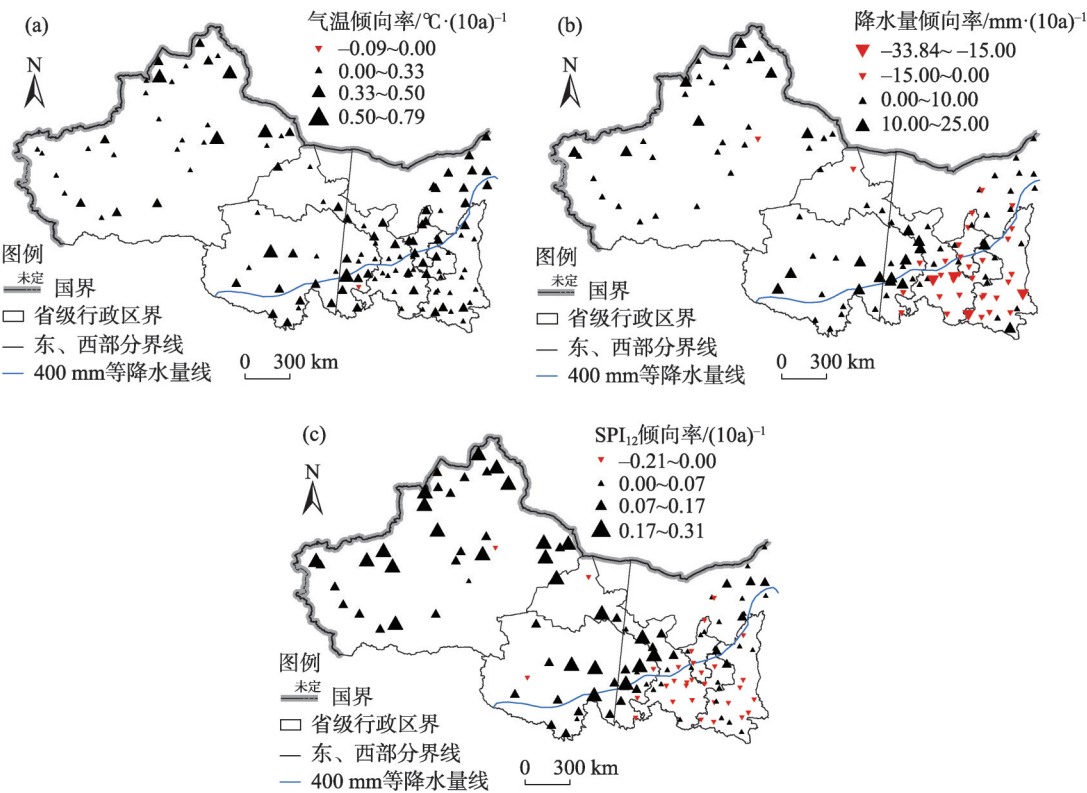 (a)
气温倾向率/℃·(10a)⁻¹
−0.09~0.00
0.00~0.33
0.33~0.50
0.50~0.79
N
图例
未定
国界
省级行政区界
东、西部分界线
400 mm等降水量线
0 300 km
(b)
降水量倾向率/mm·(10a)⁻¹
−33.84~ −15.00
−15.00~0.00
0.00~10.00
10.00~25.00
N
图例
未定
国界
省级行政区界
东、西部分界线
400 mm等降水量线
0 300 km
(c)
SPI₁₂倾向率/(10a)⁻¹
−0.21~0.00
0.00~0.07
0.07~0.17
0.17~0.31
N
图例
未定
国界
省级行政区界
东、西部分界线
400 mm等降水量线
0 300 km